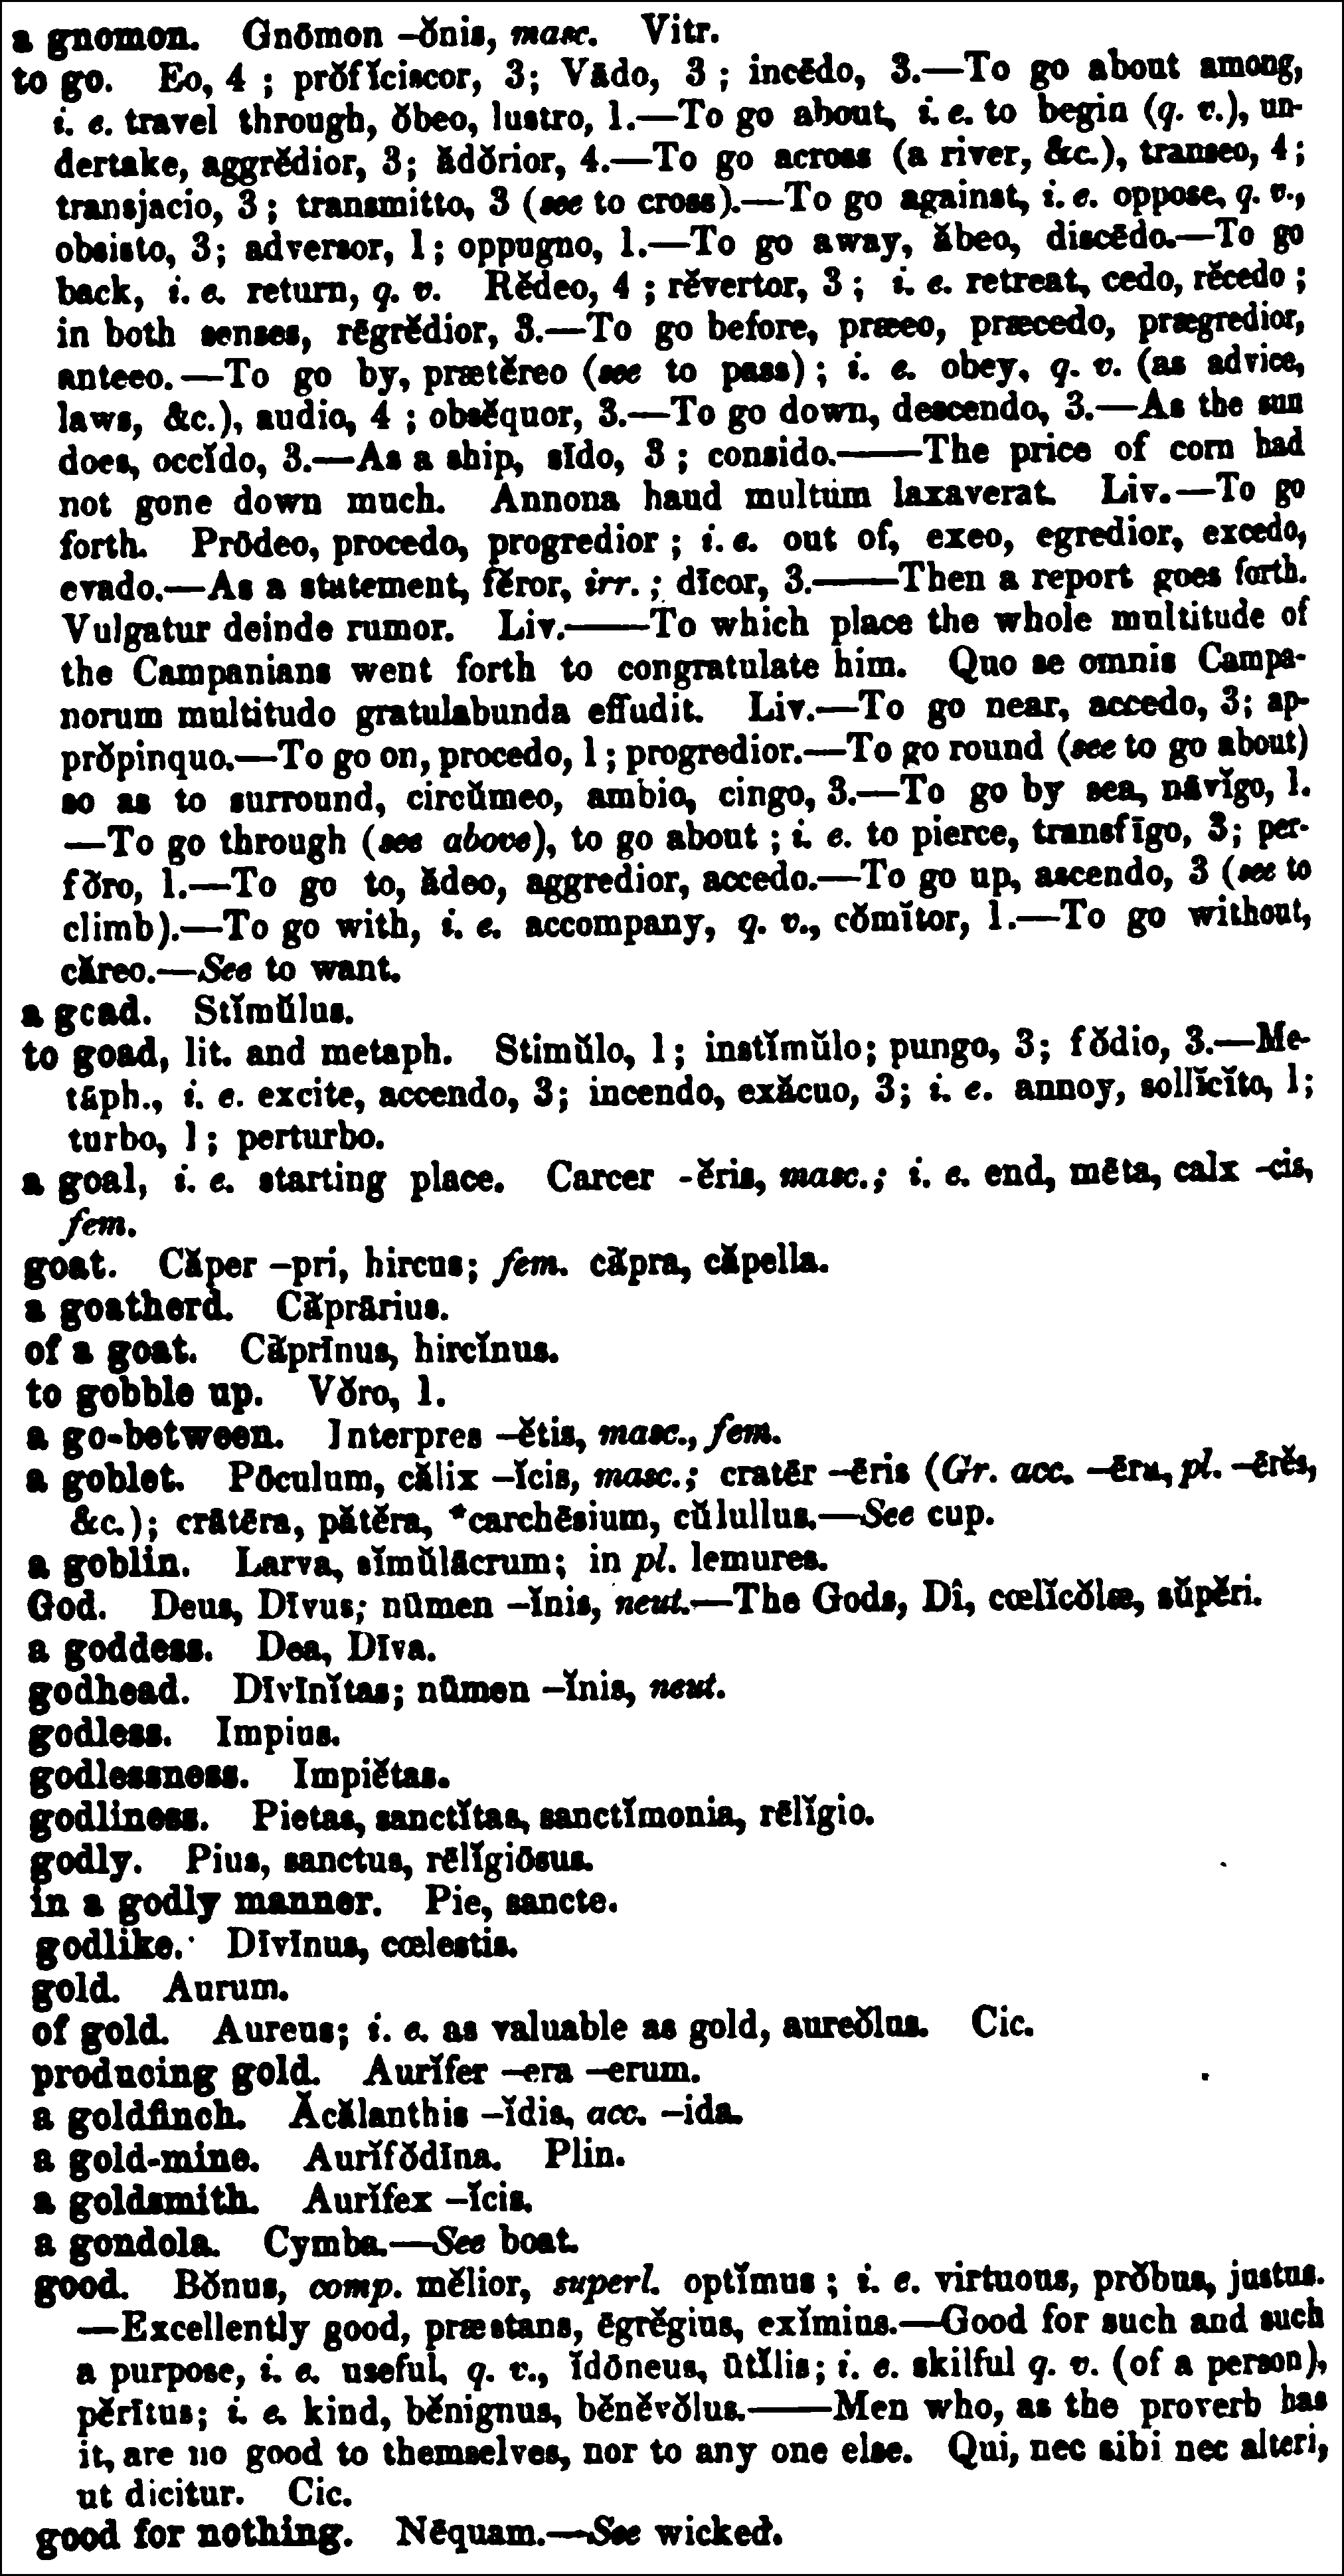 a gnomon. Gnōmon –ŏnis, masc. Vitr.
to go. Eo, 4 ; prŏfĭciscor, 3; Vādo, 3 ; incēdo, 3.—To go about among,
i. e. travel through, ŏbeo, lustro, 1.—To go about, i. e. to begin (q. v.), un-
dertake, aggrĕdior, 3; ădŏrior, 4.—To go across (a river, &c.), transeo, 4;
transjacio, 3; transmitto, 3 (see to cross).—To go against, i. e. oppose, q. v.,
obsisto, 3; adversor, 1; oppugno, 1.—To go away, ăbeo, discēdo.—To go
back, i. e. return, q. v. Rĕdeo, 4 ; rĕvertor, 3 ; i. e. retreat, cedo, rĕcedo ;
in both senses, rēgrĕdior, 3.—To go before, præeo, præcedo, prægredior,
anteeo.—To go by, prætĕreo (see to pass) ; i. e. obey, q. v. (as advice,
laws, &c.), audio, 4 ; obsĕquor, 3.—To go down, descendo, 3.—As the sun
does, occĭdo, 3.—As a ship, sīdo, 3 ; consido.——The price of corn had
not gone down much. Annona haud multum laxaverat. Liv.—To go
forth. Prōdeo, procedo, progredior ; i. e. out of, exeo, egredior, excedo,
evado.—As a statement, fĕror, irr. ; dīcor, 3.——Then a report goes forth.
Vulgatur deinde rumor. Liv.——To which place the whole multitude of
the Campanians went forth to congratulate him. Quo se omnis Campa-
norum multitudo gratulabunda effudit. Liv.—To go near, accedo, 3; ap-
prŏpinquo.—To go on, procedo, 1; progredior.—To go round (see to go about)
so as to surround, circŭmeo, ambio, cingo, 3.—To go by sea, nāvĭgo, 1.
—To go through (see above), to go about ; i. e. to pierce, transfīgo, 3; per-
fŏro, 1.—To go to, ădeo, aggredior, accedo.—To go up, ascendo, 3 (see to
climb).—To go with, i. e. accompany, q. v., cŏmĭtor, 1.—To go without,
căreo.—See to want.
a goad. Stĭmŭlus.
to goad, lit. and metaph. Stimŭlo, 1; instĭmŭlo; pungo, 3; fŏdio, 3.—Me-
tăph., i. e. excite, accendo, 3; incendo, exăcuo, 3; i. e. annoy, sollĭcĭto, 1;
turbo, 1; perturbo.
a goal, i. e. starting place. Carcer -ĕris, masc.; i. e. end, mēta, calx -cis,
fem.
goat. Căper –pri, hircus; fem. căpra, căpella.
a goatherd. Căprārius.
of a goat. Căprīnus, hircĭnus.
to gobble up. Vŏro, 1.
a go-between. Interpres –ĕtis, masc., fem.
a goblet. Pōculum, călix –ĭcis, masc.; cratēr –ēris (Gr. acc. –ēra, pl. –ērĕs,
&c.); crātēra, pătĕra, *carchēsium, cŭlullus.—See cup.
a goblin. Larva, sĭmŭlācrum; in pl. lemures.
God. Deus, Dīvus; nūmen –ĭnis, neut.—The Gods, Dî, cœlĭcŏlæ, sŭpĕri.
a goddess. Dea, Dīva.
godhead. Dīvīnĭtas; nūmen –ĭnis, neut.
godless. Impius.
godlessness. Impiĕtas.
godliness. Pietas, sanctĭtas, sanctĭmonia, rēlĭgio.
godly. Pius, sanctus, rēlĭgiōsus.
in a godly manner. Pie, sancte.
godlike. Dīvīnus, cœlestis.
gold. Aurum.
of gold. Aureus; i. e. as valuable as gold, aureŏlus. Cic.
producing gold. Aurĭfer –era –erum.
a goldfinch. Ăcălanthis –ĭdis, acc. –ida.
a gold-mine. Aurĭfŏdīna. Plin.
a goldsmith. Aurĭfex –ĭcis.
a gondola. Cymba.—See boat.
good. Bŏnus, comp. mĕlior, superl. optĭmus ; i. e. virtuous, prŏbus, justus.
—Excellently good, præstans, ēgrĕgius, exĭmius.—Good for such and such
a purpose, i. e. useful, q. v., ĭdōneus, ūtĭlis; i. e. skilful q. v. (of a person),
pĕrītus; i. e. kind, bĕnignus, bĕnĕvŏlus.——Men who, as the proverb has
it, are no good to themselves, nor to any one else. Qui, nec sibi nec alteri,
ut dicitur. Cic.
good for nothing. Nēquam.—See wicked.